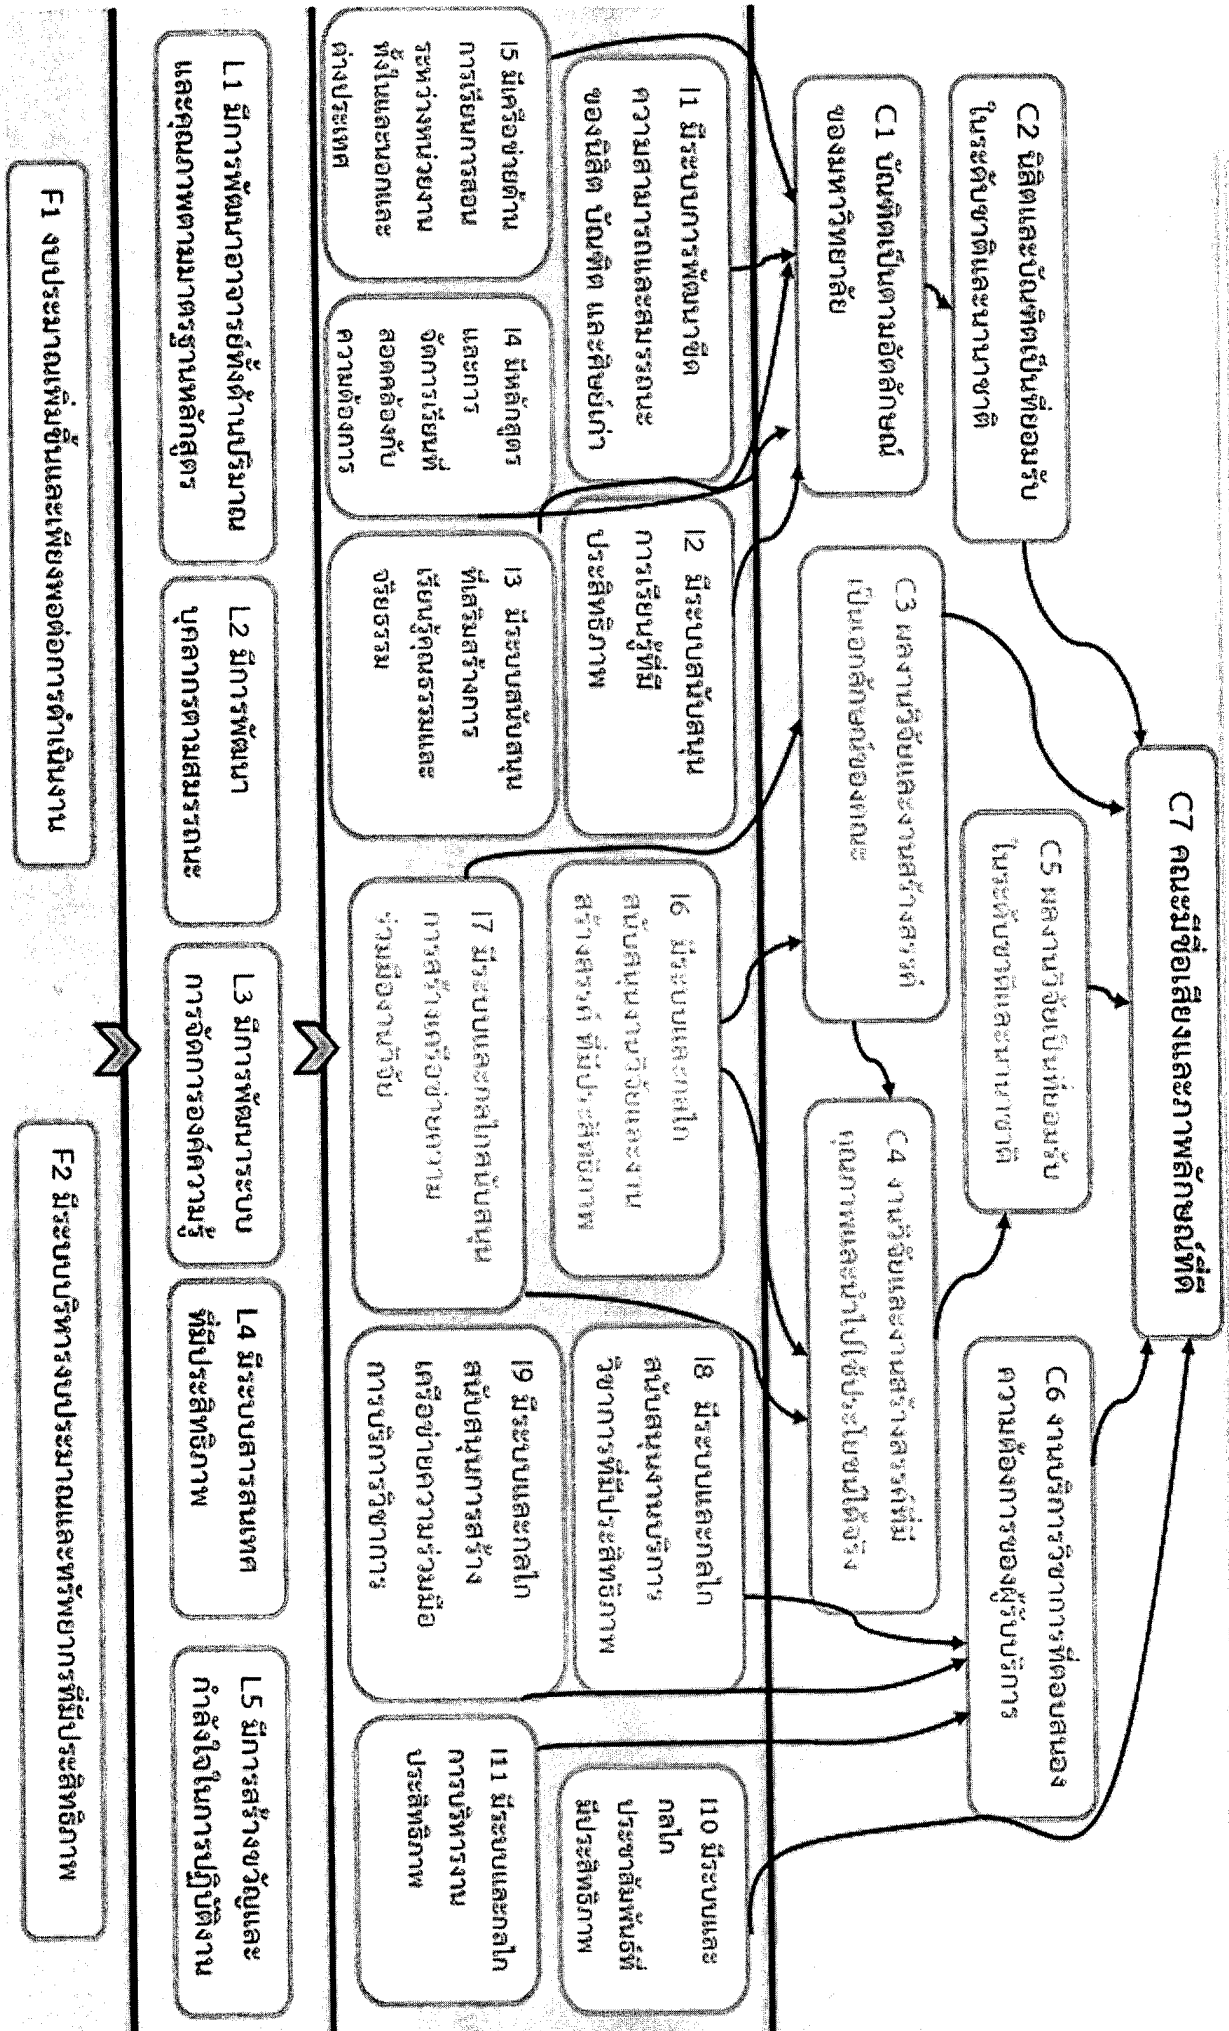 C7 คณะมีชื่อเสียงและภาพลักษณ์ที่ดี
C2 นิสิตและบัณฑิตเป็นที่ยอมรับ
ในระดับชาติและนานาชาติ
C5 ผลงานวิจัยเป็นที่ยอมรับ
ในระดับชาติและนานาชาติ
C6 งานบริการวิชาการที่ตอบสนอง
ความต้องการของผู้รับบริการ
C1 บัณฑิตเป็นตามอัตลักษณ์
ของมหาวิทยาลัย
C3 ผลงานวิจัยและงานสร้างสรรค์
เป็นเอกลักษณ์ของคณะ
C4 งานวิจัยและงานสร้างสรรค์ที่มี
คุณภาพและนำไปใช้ประโยชน์ได้จริง
I1 มีระบบการพัฒนาขีด
ความสามารถและสมรรถนะ
ของนิสิต บัณฑิต และศิษย์เก่า
I2 มีระบบสนับสนุน
การเรียนรู้ที่มี
ประสิทธิภาพ
I6 มีระบบและกลไก
สนับสนุนงานวิจัยและงาน
สร้างสรรค์ ที่มีประสิทธิภาพ
I8 มีระบบและกลไก
สนับสนุนงานบริการ
วิชาการที่มีประสิทธิภาพ
I10 มีระบบและ
กลไก
ประชาสัมพันธ์ที่
มีประสิทธิภาพ
I5 มีเครือข่ายด้าน
การเรียนการสอน
ระหว่างหน่วยงาน
ทั้งในและนอกและ
ต่างประเทศ
I4 มีหลักสูตร
และการ
จัดการเรียนที่
สอดคล้องกับ
ความต้องการ
I3 มีระบบสนับสนุน
ที่เสริมสร้างการ
เรียนรู้คุณธรรมและ
จริยธรรม
I7 มีระบบและกลไกสนับสนุน
การสร้างเครือข่ายความ
ร่วมมืองานวิจัย
I9 มีระบบและกลไก
สนับสนุนการสร้าง
เครือข่ายความร่วมมือ
การบริการวิชาการ
I11 มีระบบและกลไก
การบริหารงาน
ประสิทธิภาพ
L1 มีการพัฒนาอาจารย์ทั้งด้านปริมาณ
และคุณภาพตามมาตรฐานหลักสูตร
L2 มีการพัฒนา
บุคลากรตามสมรรถนะ
L3 มีการพัฒนาระบบ
การจัดการองค์ความรู้
L4 มีระบบสารสนเทศ
ที่มีประสิทธิภาพ
L5 มีการสร้างขวัญและ
กำลังใจในการปฏิบัติงาน
F1 งบประมาณเพิ่มขึ้นและเพียงพอต่อการดำเนินงาน
F2 มีระบบบริหารงบประมาณและทรัพยากรที่มีประสิทธิภาพ